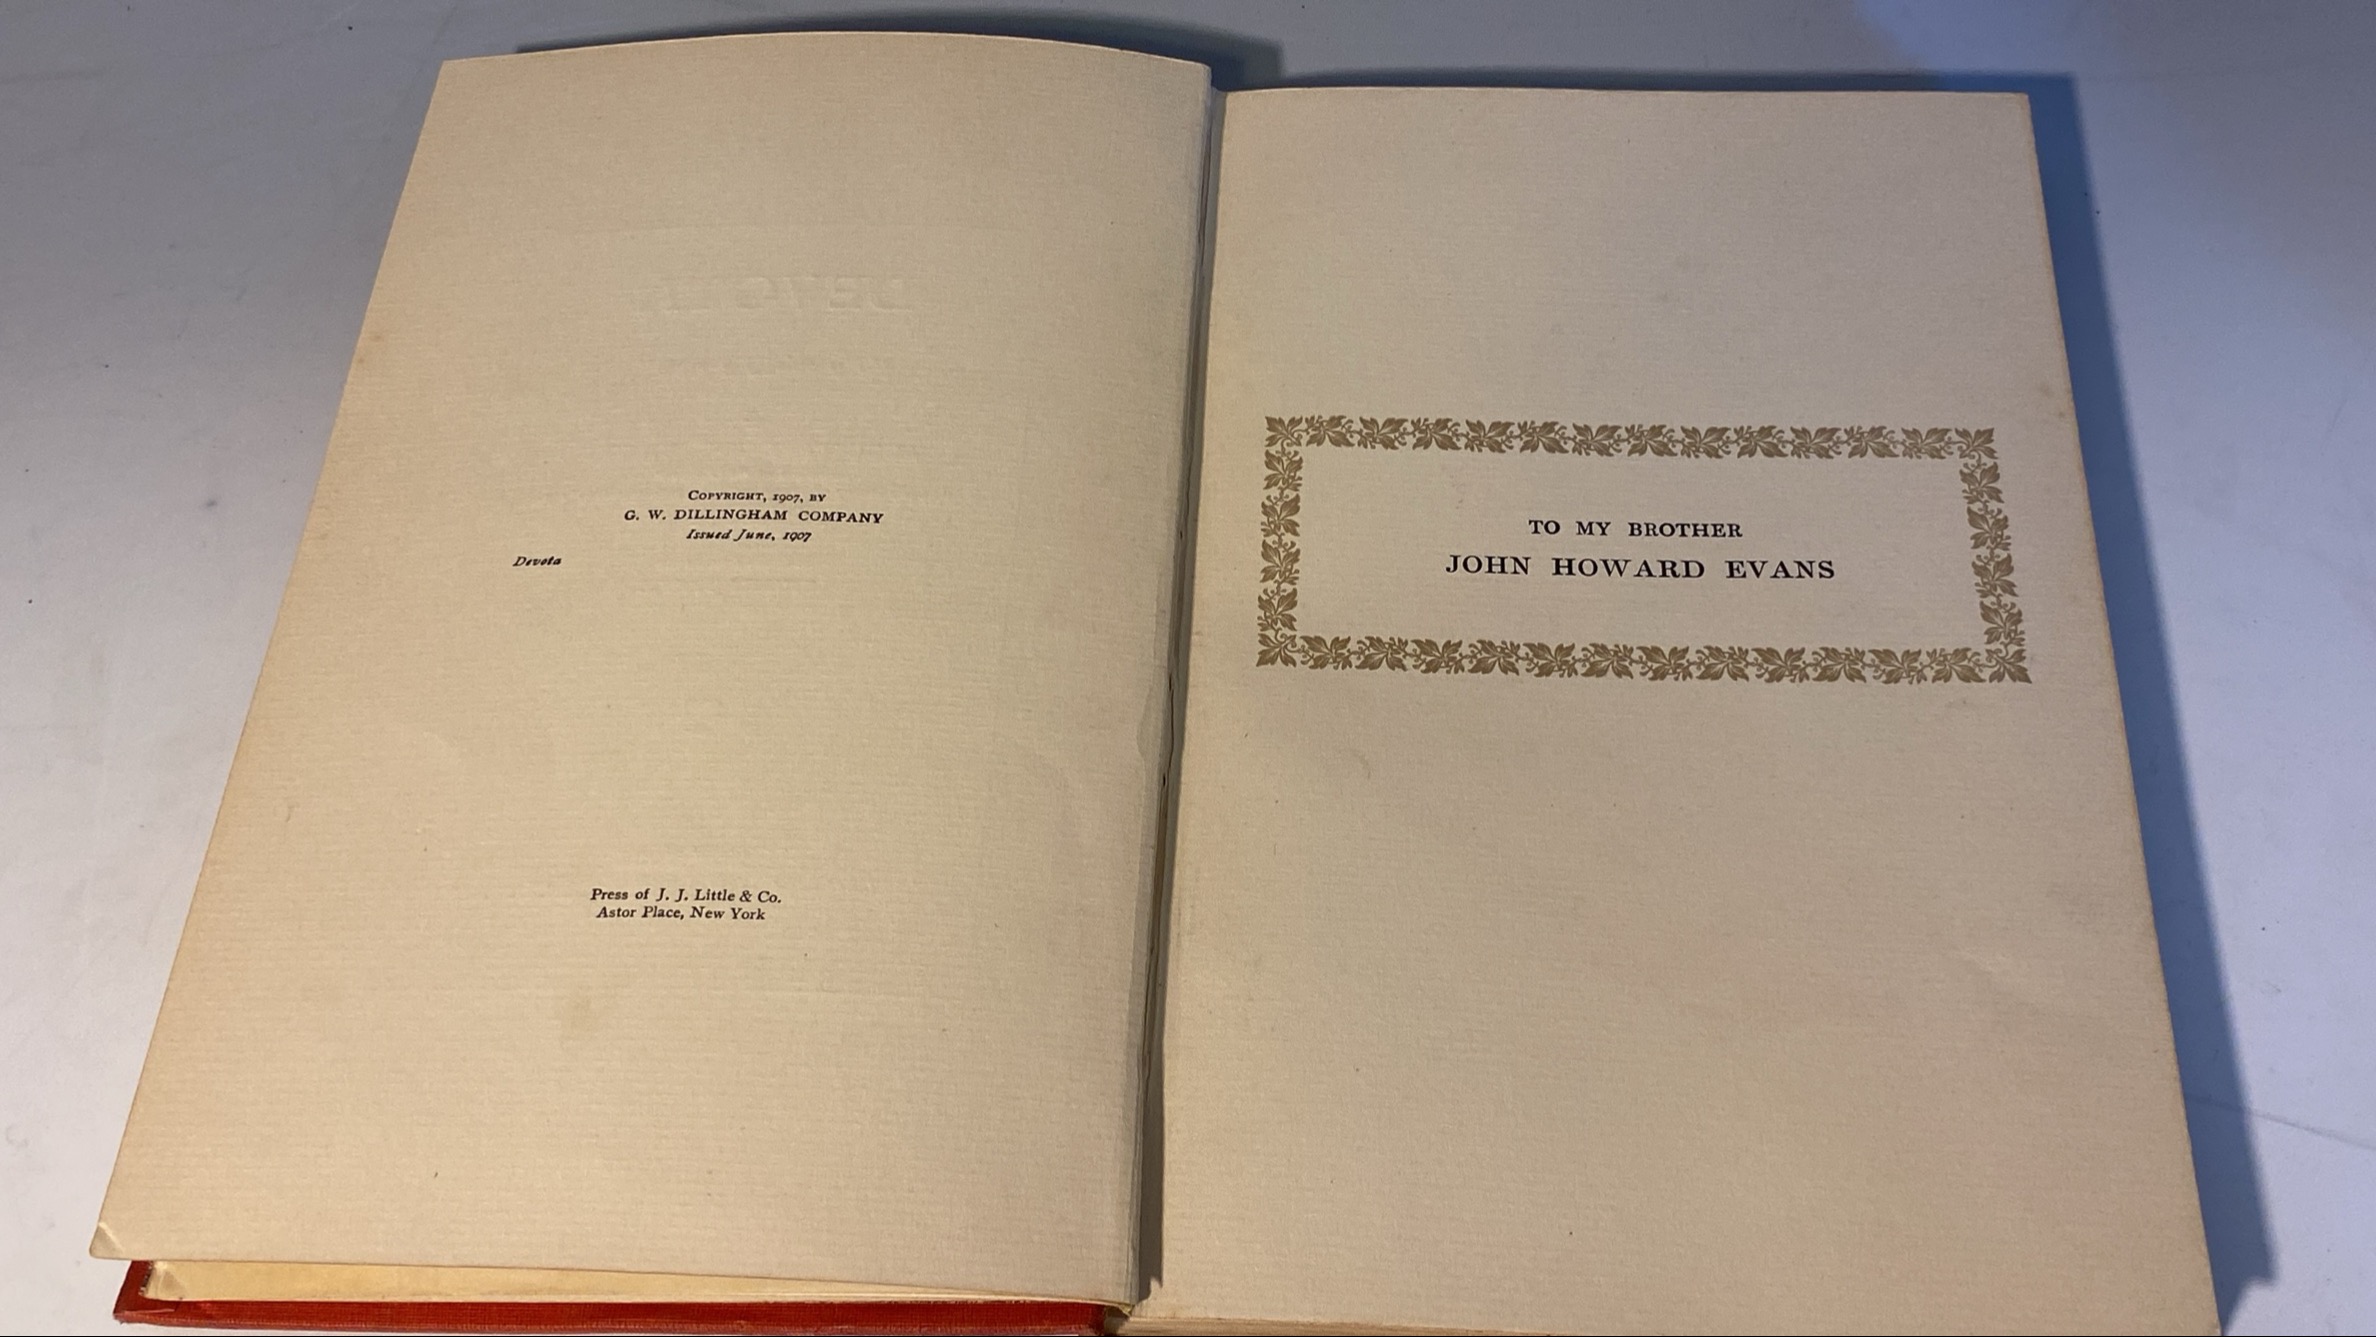 COPYRIGHT, 1907, BY
G. W. DILLINGHAM COMPANY
Issued June, 1907
Devota
Press of J. J. Little & Co.
Astor Place, New York
TO MY BROTHER
JOHN HOWARD EVANS